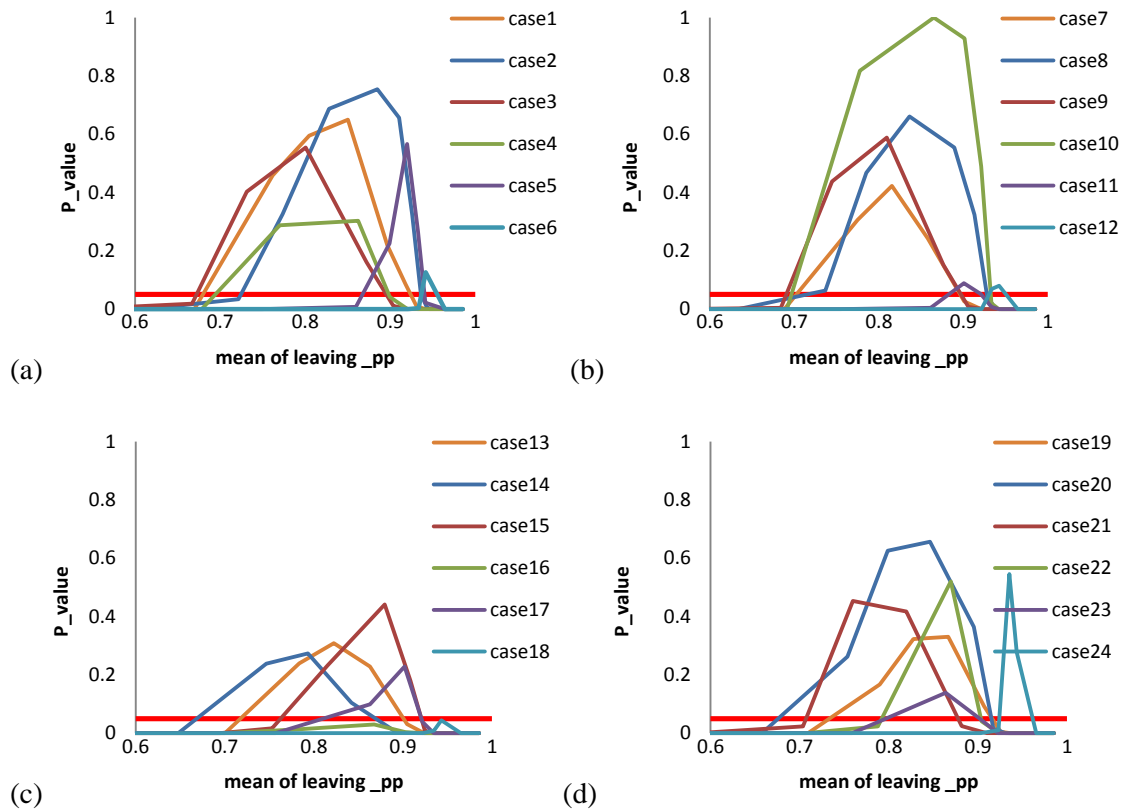 1
0.8
0.6
0.4
0.2
0
P_value
0.6 0.7 0.8 0.9 1
mean of leaving _pp
case1
case2
case3
case4
case5
case6
(a)
1
0.8
0.6
0.4
0.2
0
P_value
0.6 0.7 0.8 0.9 1
mean of leaving _pp
case7
case8
case9
case10
case11
case12
(b)
1
0.8
0.6
0.4
0.2
0
P_value
0.6 0.7 0.8 0.9 1
mean of leaving _pp
case13
case14
case15
case16
case17
case18
(c)
1
0.8
0.6
0.4
0.2
0
P_value
0.6 0.7 0.8 0.9 1
mean of leaving _pp
case19
case20
case21
case22
case23
case24
(d)